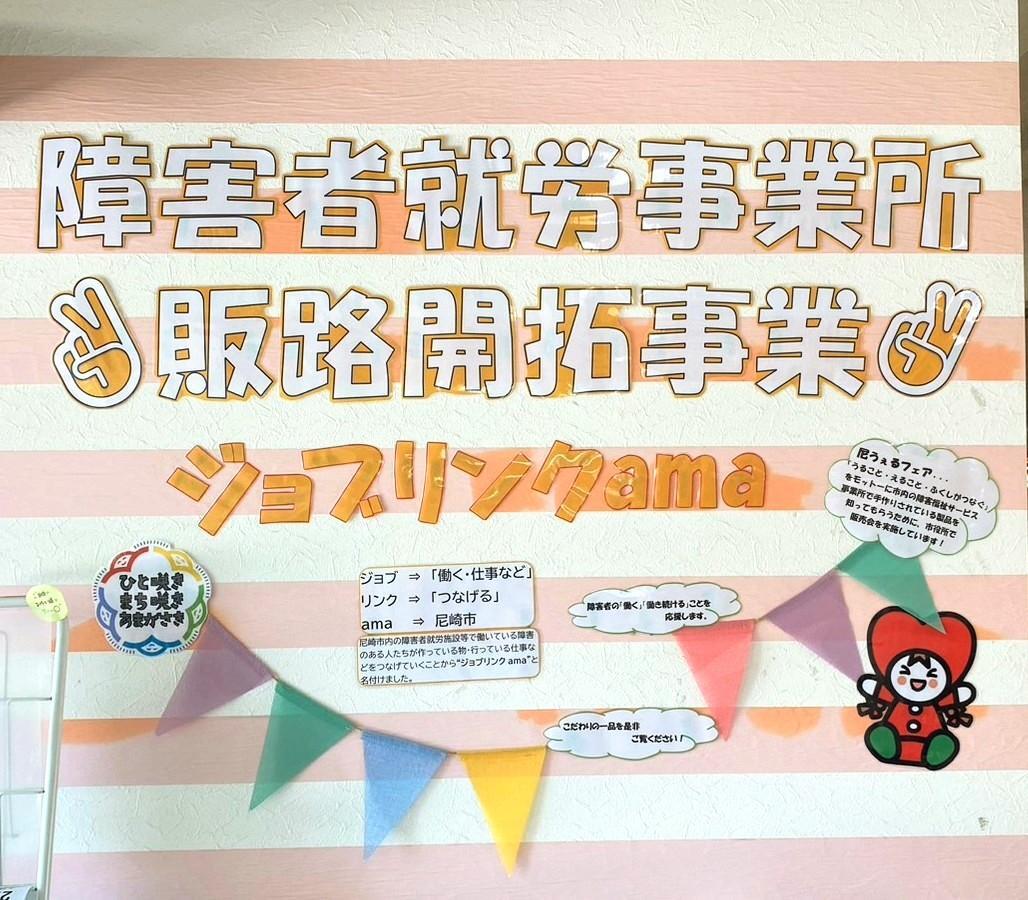 障害者就労事業所
販路開拓事業
ジョブリンクama
尼うぇるフェア...
「うること・えること・ふくしがつなぐ」
をモットーに市内の障害福祉サービス
事業所で手作りされている製品を
知ってもらうために、市役所で
販売会を実施しています!
ひと咲き
まち咲き
あまがさき
ジョブ ⇒ 「働く・仕事など」
リンク ⇒ 「つなげる」
ama ⇒ 尼崎市
尼崎市内の障害者就労施設等で働いている障害
のある人たちが作っている物・行っている仕事な
どをつなげていくことから“ジョブリンク ama”と
名付けました。
障害者の「働く」「働き続ける」ことを
応援します。
こだわりの一品を是非
ご覧ください!